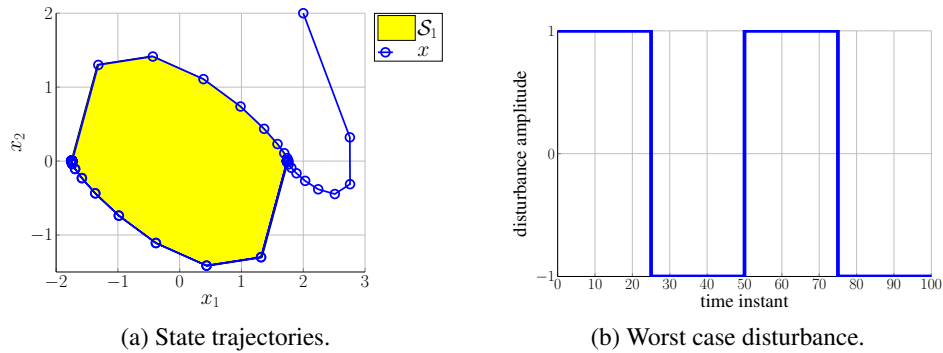 2
1
0
−1
−2 −1 0 1 2 3
x₁
x₂
𝒮₁
x
(a) State trajectories.
1
0
−1
0 10 20 30 40 50 60 70 80 90 100
time instant
disturbance amplitude
(b) Worst case disturbance.